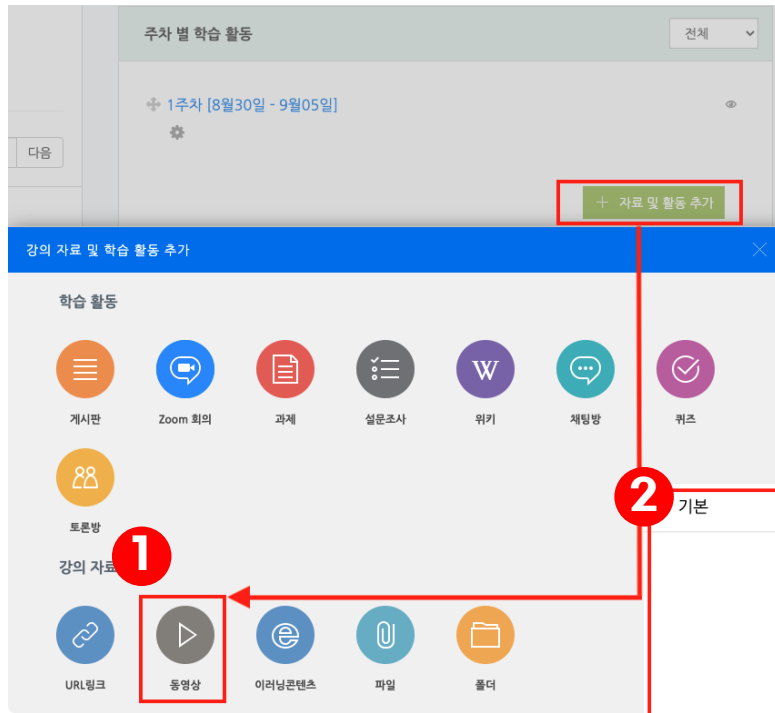 주차 별 학습 활동
전체
1주차 [8월30일 - 9월05일]
다음
+ 자료 및 활동 추가
강의 자료 및 학습 활동 추가
학습 활동
게시판
Zoom 회의
과제
설문조사
W
위키
채팅방
퀴즈
토론방
2
기본
1
강의 자료
URL링크
동영상
이러닝콘텐츠
파일
폴더